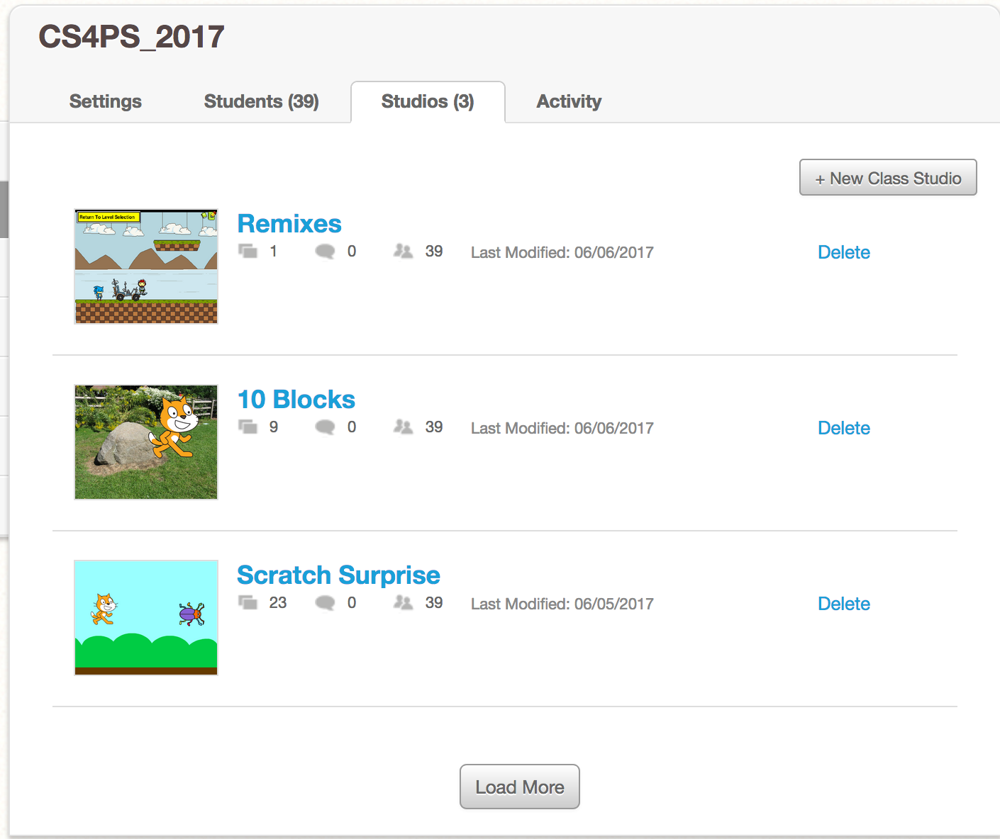 CS4PS_2017
Settings Students (39) Studios (3) Activity
+ New Class Studio
Return To Level Selection
Remixes
1 0 39 Last Modified: 06/06/2017 Delete
10 Blocks
9 0 39 Last Modified: 06/06/2017 Delete
Scratch Surprise
23 0 39 Last Modified: 06/05/2017 Delete
Load More